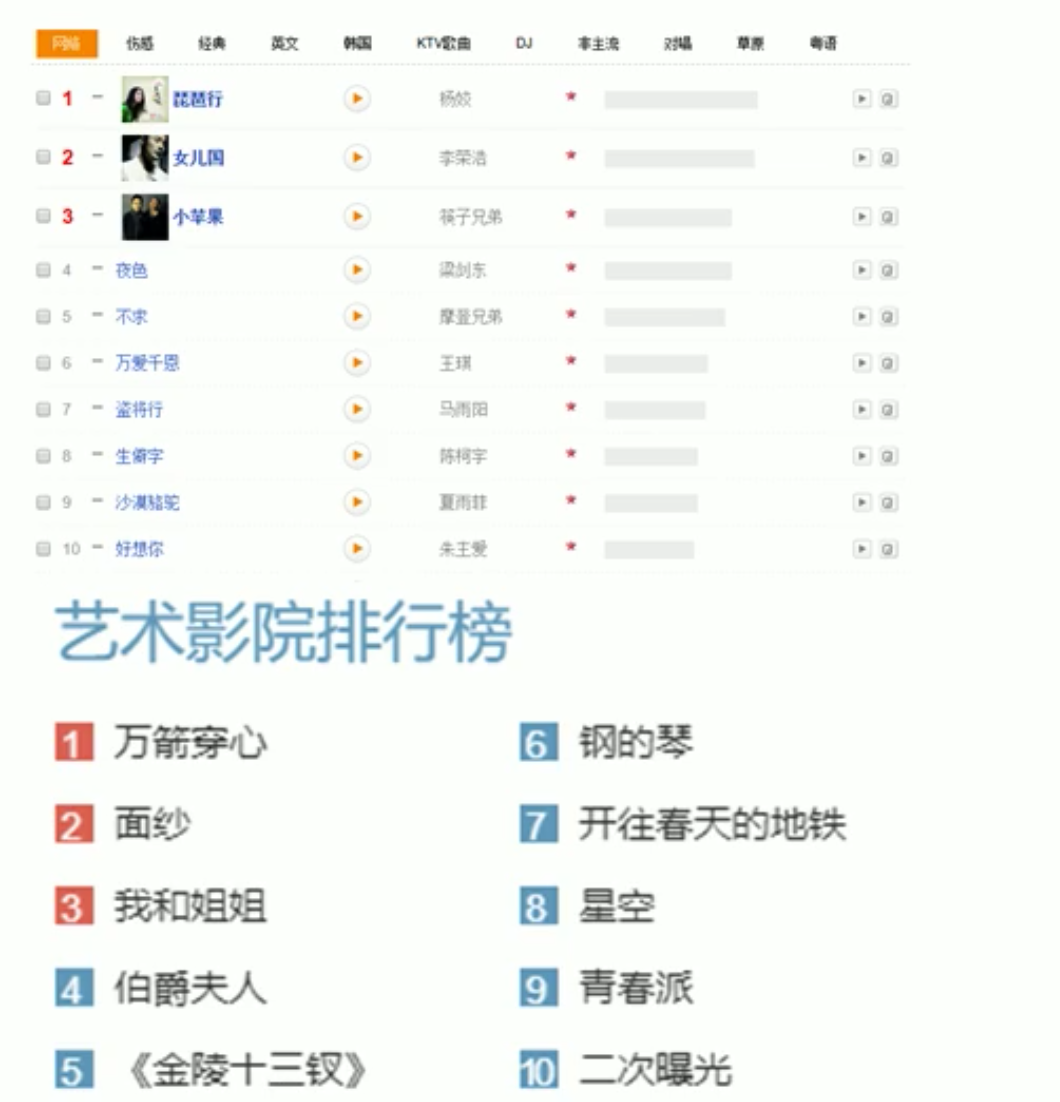 网络 伤感 经典 英文 韩国 KTV歌曲 DJ 非主流 对唱 草原 粤语
1 琵琶行 杨姣
2 女儿国 李荣浩
3 小苹果 筷子兄弟
4 夜色 梁剑东
5 不求 摩登兄弟
6 万爱千恩 王琪
7 盗将行 马雨阳
8 生僻字 陈柯宇
9 沙漠骆驼 夏雨菲
10 好想你 朱主爱
艺术影院排行榜
1 万箭穿心
2 面纱
3 我和姐姐
4 伯爵夫人
5 《金陵十三钗》
6 钢的琴
7 开往春天的地铁
8 星空
9 青春派
10 二次曝光